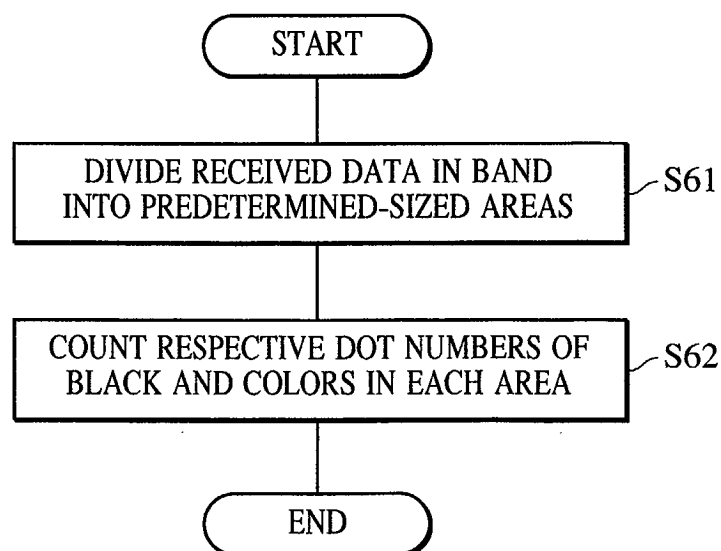 START
DIVIDE RECEIVED DATA IN BAND
INTO PREDETERMINED-SIZED AREAS
S61
COUNT RESPECTIVE DOT NUMBERS OF
BLACK AND COLORS IN EACH AREA
S62
END